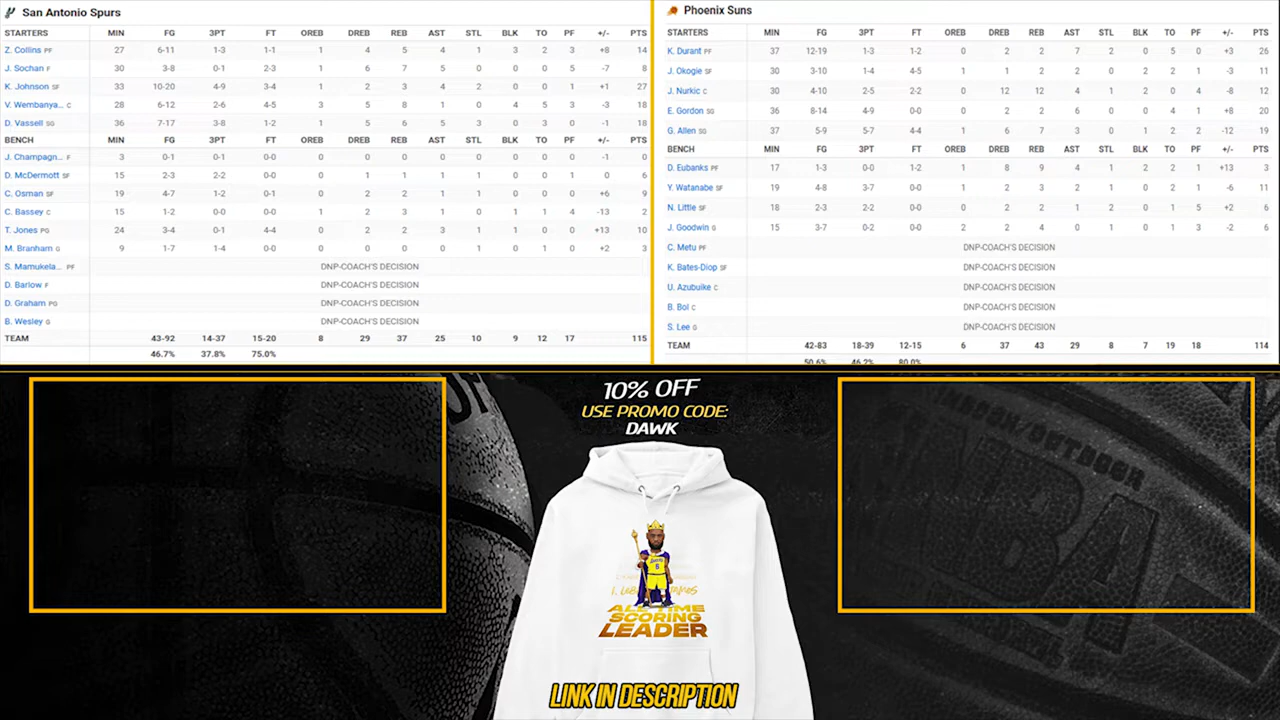 San Antonio Spurs
STARTERS MIN FG 3PT FT OREB DREB REB AST STL BLK TO PF +/- PTS
Z. Collins PF 27 6-11 1-3 1-1 1 4 5 4 1 3 2 3 +8 14
J. Sochan F 30 3-8 0-1 2-3 1 6 7 5 0 0 0 5 -7 8
K. Johnson SF 33 10-20 4-9 3-4 1 2 3 4 2 0 0 1 +1 27
V. Wembanya... C 28 6-12 2-6 4-5 3 5 8 1 0 4 5 3 -3 18
D. Vassell SG 36 7-17 3-8 1-2 1 5 6 5 3 0 3 0 -1 18
BENCH MIN FG 3PT FT OREB DREB REB AST STL BLK TO PF +/- PTS
J. Champagn... F 3 0-1 0-1 0-0 0 0 0 0 0 0 0 0 -1 0
D. McDermott SF 15 2-3 2-2 0-0 0 1 1 1 1 0 0 1 0 6
C. Osman SF 19 4-7 1-2 0-1 0 2 2 1 1 0 0 0 +6 9
C. Bassey C 15 1-2 0-0 0-0 1 2 3 1 0 1 1 4 -13 2
T. Jones PG 24 3-4 0-1 4-4 0 2 2 3 1 1 0 0 +13 10
M. Branham G 9 1-7 1-4 0-0 0 0 0 0 1 0 1 0 +2 3
S. Mamukela... PF DNP-COACH'S DECISION
D. Barlow F DNP-COACH'S DECISION
D. Graham PG DNP-COACH'S DECISION
B. Wesley G DNP-COACH'S DECISION
TEAM 43-92 14-37 15-20 8 29 37 25 10 9 12 17 115
46.7% 37.8% 75.0%
Phoenix Suns
STARTERS MIN FG 3PT FT OREB DREB REB AST STL BLK TO PF +/- PTS
K. Durant PF 37 12-19 1-3 1-2 0 2 2 7 2 0 5 0 +3 26
J. Okogie SF 30 3-10 1-4 4-5 1 1 2 2 0 2 2 1 -3 11
J. Nurkic C 30 4-10 2-5 2-2 0 12 12 4 1 2 0 4 -8 12
E. Gordon SG 36 8-14 4-9 0-0 0 2 2 6 0 0 4 1 +8 20
G. Allen SG 37 5-9 5-7 4-4 1 6 7 3 0 1 2 2 -12 19
BENCH MIN FG 3PT FT OREB DREB REB AST STL BLK TO PF +/- PTS
D. Eubanks PF 17 1-3 0-0 1-2 1 8 9 4 1 2 2 1 +13 3
Y. Watanabe SF 19 4-8 3-7 0-0 1 2 3 1 1 0 2 1 -6 11
N. Little SF 18 2-3 2-2 0-0 0 2 2 1 2 0 1 5 +2 6
J. Goodwin G 15 3-7 0-2 0-0 2 2 4 1 1 0 1 3 -2 6
C. Metu PF DNP-COACH'S DECISION
K. Bates-Diop SF DNP-COACH'S DECISION
U. Azubuike C DNP-COACH'S DECISION
B. Bol C DNP-COACH'S DECISION
S. Lee G DNP-COACH'S DECISION
TEAM 42-83 18-39 12-15 6 37 43 29 8 7 19 18 114
50.6% 46.2% 80.0%
10% OFF
USE PROMO CODE:
DAWK
ALL TIME
SCORING
LEADER
LINK IN DESCRIPTION